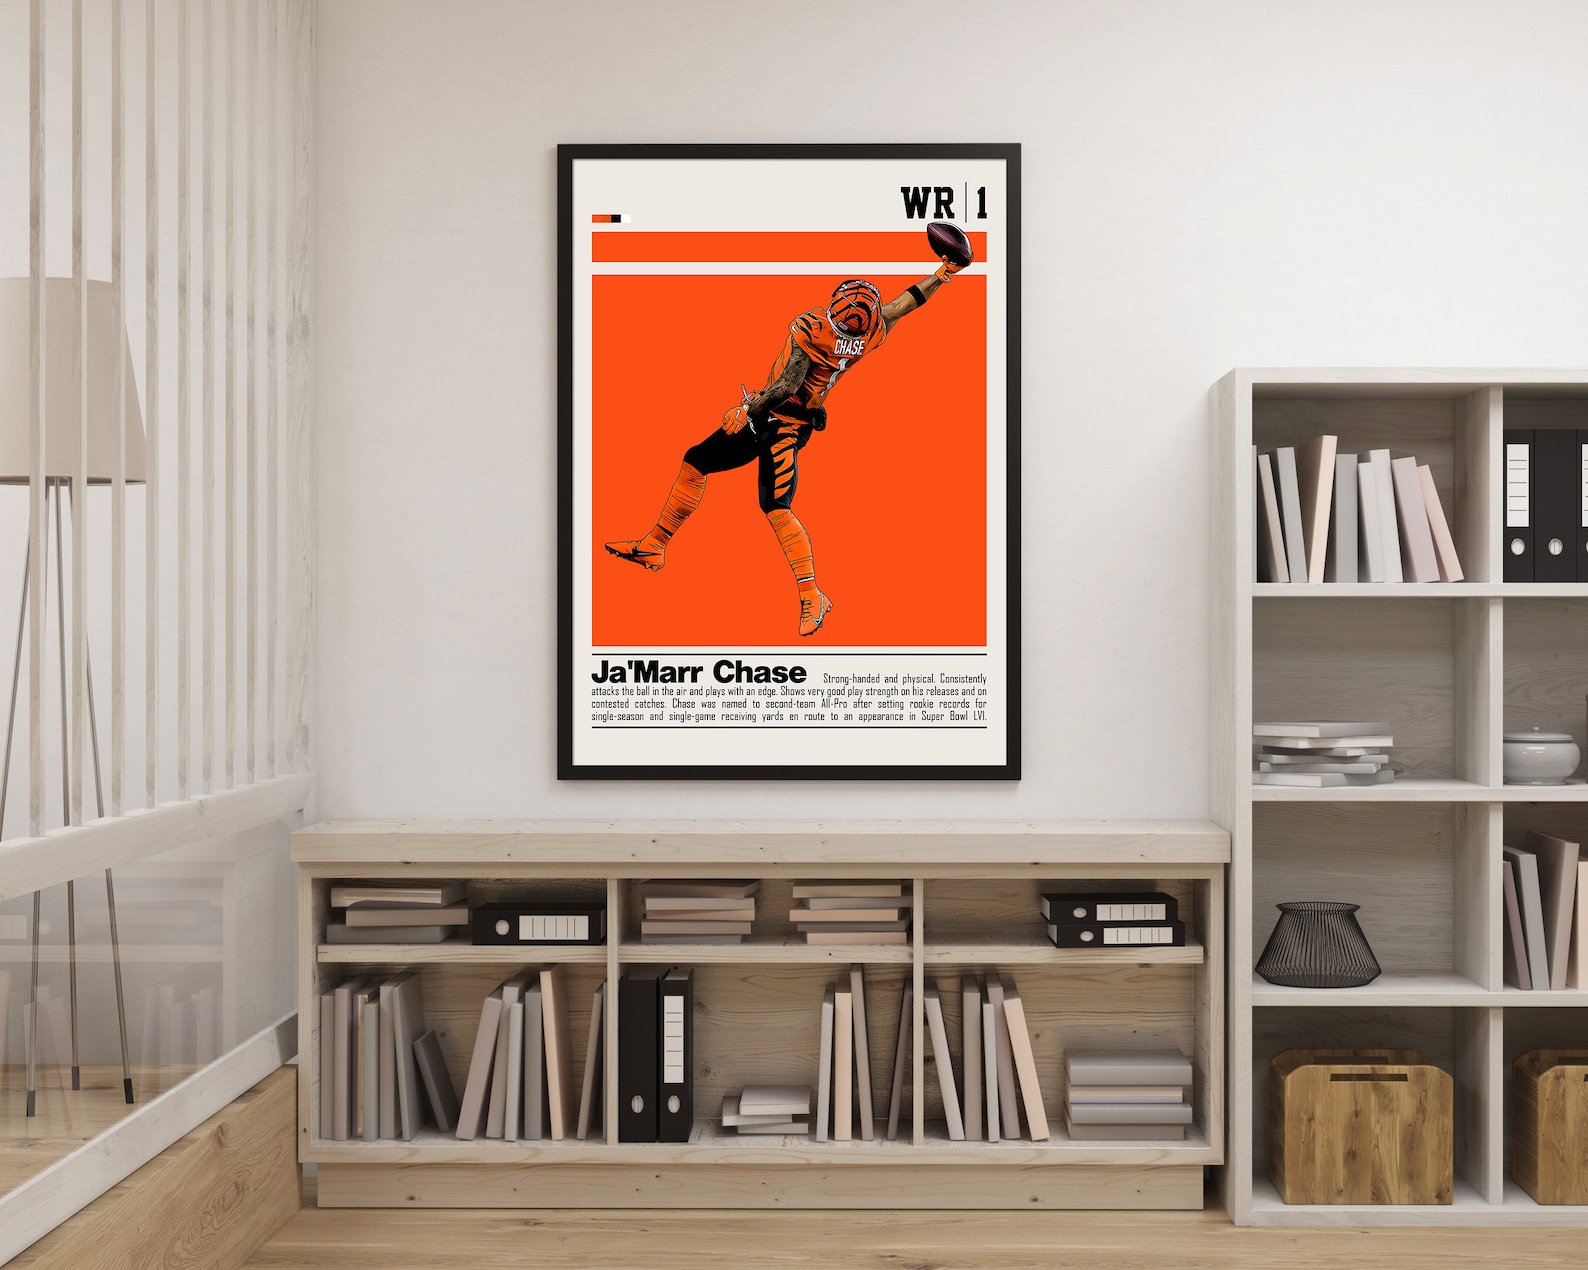 WR | 1
CHASE
1
Ja'Marr Chase Strong-handed and physical. Consistently
attacks the ball in the air and plays with an edge. Shows very good play strength on his releases and on
contested catches. Chase was named to second-team All-Pro after setting rookie records for
single-season and single-game receiving yards en route to an appearance in Super Bowl LVI.